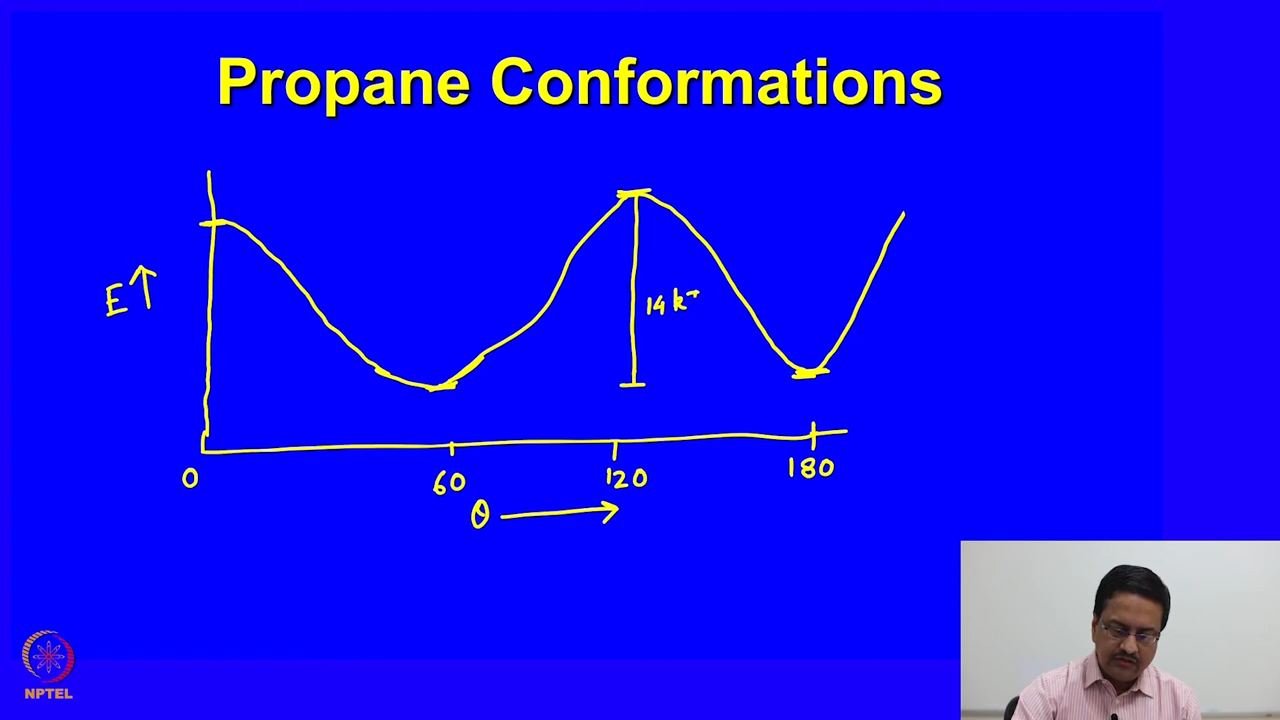 Propane Conformations
E↑
14 k
0
60
120
180
θ →
NPTEL